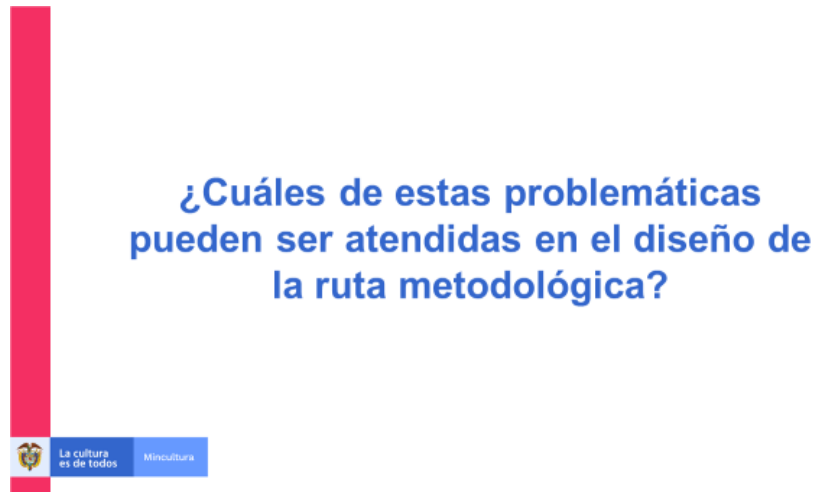 ¿Cuáles de estas problemáticas
pueden ser atendidas en el diseño de
la ruta metodológica?
La cultura
es de todos
Mincultura